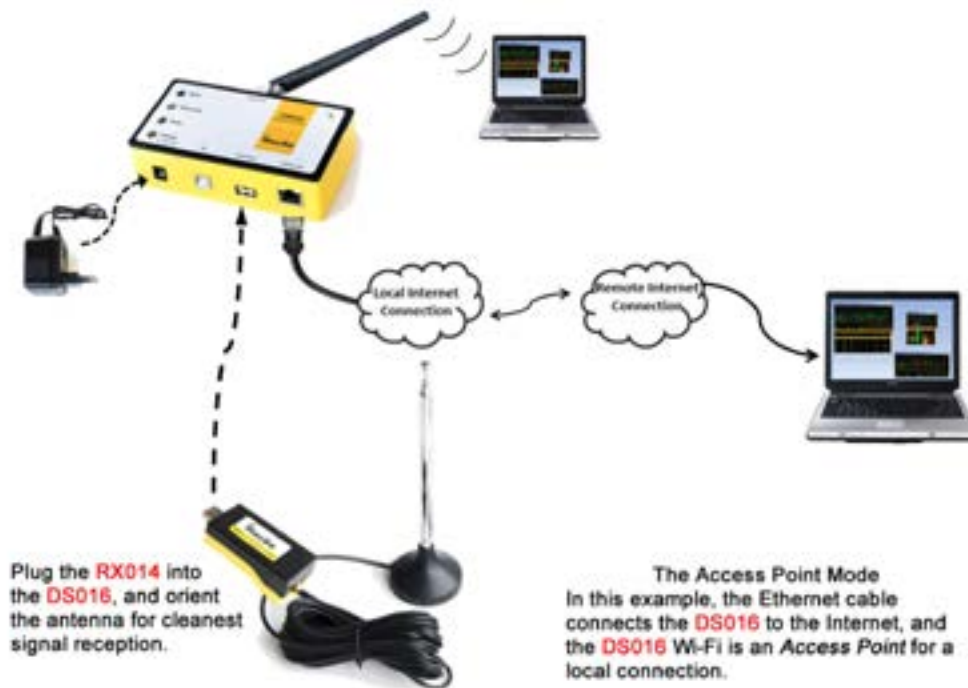 Local Internet
Connection
Remote Internet
Connection
Plug the RX014 into
the DS016, and orient
the antenna for cleanest
signal reception.
The Access Point Mode
In this example, the Ethernet cable
connects the DS016 to the Internet, and
the DS016 Wi-Fi is an Access Point for a
local connection.